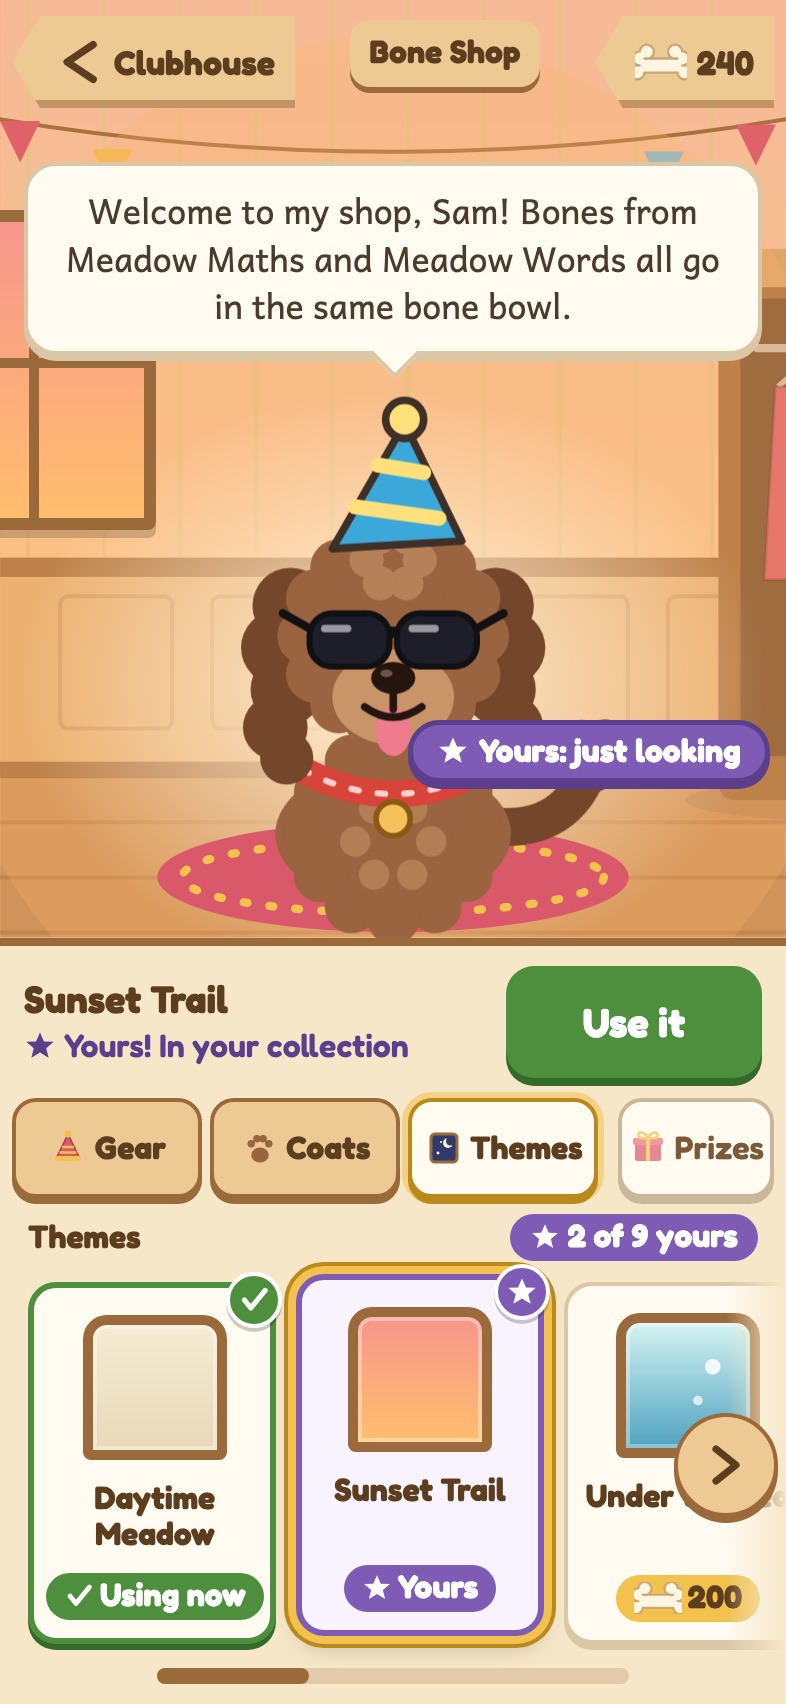 Clubhouse
Bone Shop
240
Welcome to my shop, Sam! Bones from
Meadow Maths and Meadow Words all go
in the same bone bowl.
Yours: just looking
Sunset Trail
Yours! In your collection
Use it
Gear
Coats
Themes
Prizes
Themes
2 of 9 yours
Daytime
Meadow
Using now
Sunset Trail
Yours
Under
200